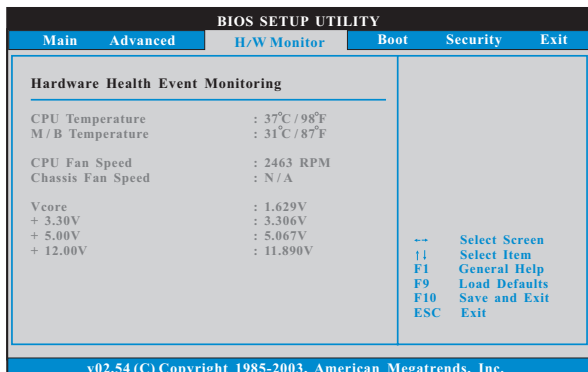 BIOS SETUP UTILITY
Main Advanced H/W Monitor Boot Security Exit
Hardware Health Event Monitoring
CPU Temperature : 37°C / 98°F
M / B Temperature : 31°C / 87°F
CPU Fan Speed : 2463 RPM
Chassis Fan Speed : N / A
Vcore : 1.629V
+ 3.30V : 3.306V
+ 5.00V : 5.067V
+ 12.00V : 11.890V
←→ Select Screen
↑↓ Select Item
F1 General Help
F9 Load Defaults
F10 Save and Exit
ESC Exit
v02.54 (C) Copyright 1985-2003, American Megatrends, Inc.